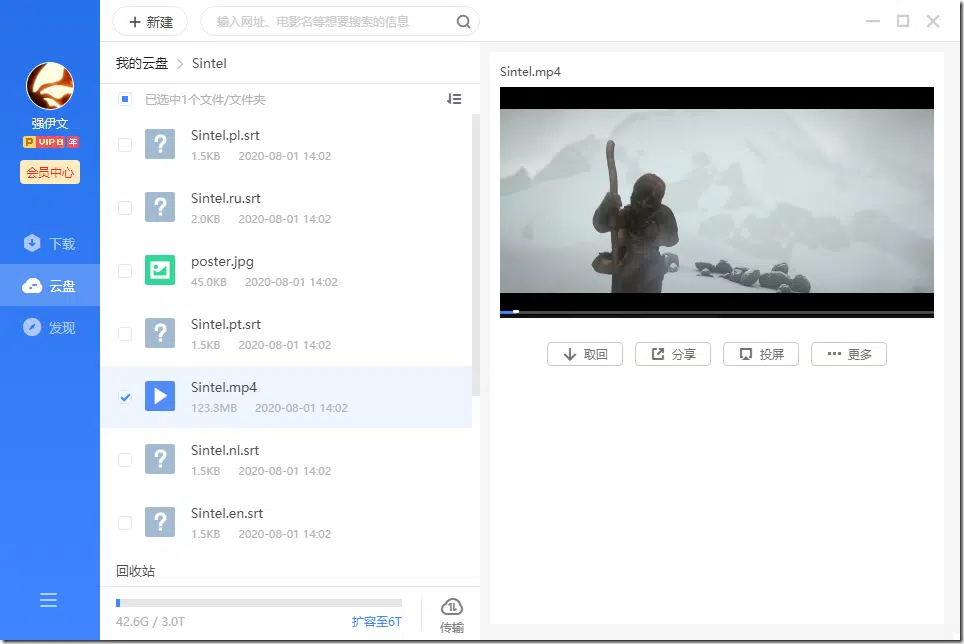 新建
输入网址、电影名等想要搜索的信息
强伊文
P VIP8 年
会员中心
下载
云盘
发现
我的云盘 > Sintel
已选中1个文件/文件夹
Sintel.pl.srt
1.5KB 2020-08-01 14:02
Sintel.ru.srt
2.0KB 2020-08-01 14:02
poster.jpg
45.0KB 2020-08-01 14:02
Sintel.pt.srt
1.5KB 2020-08-01 14:02
Sintel.mp4
123.3MB 2020-08-01 14:02
Sintel.nl.srt
1.5KB 2020-08-01 14:02
Sintel.en.srt
1.5KB 2020-08-01 14:02
回收站
42.6G / 3.0T 扩容至6T
传输
Sintel.mp4
取回 分享 投屏 更多